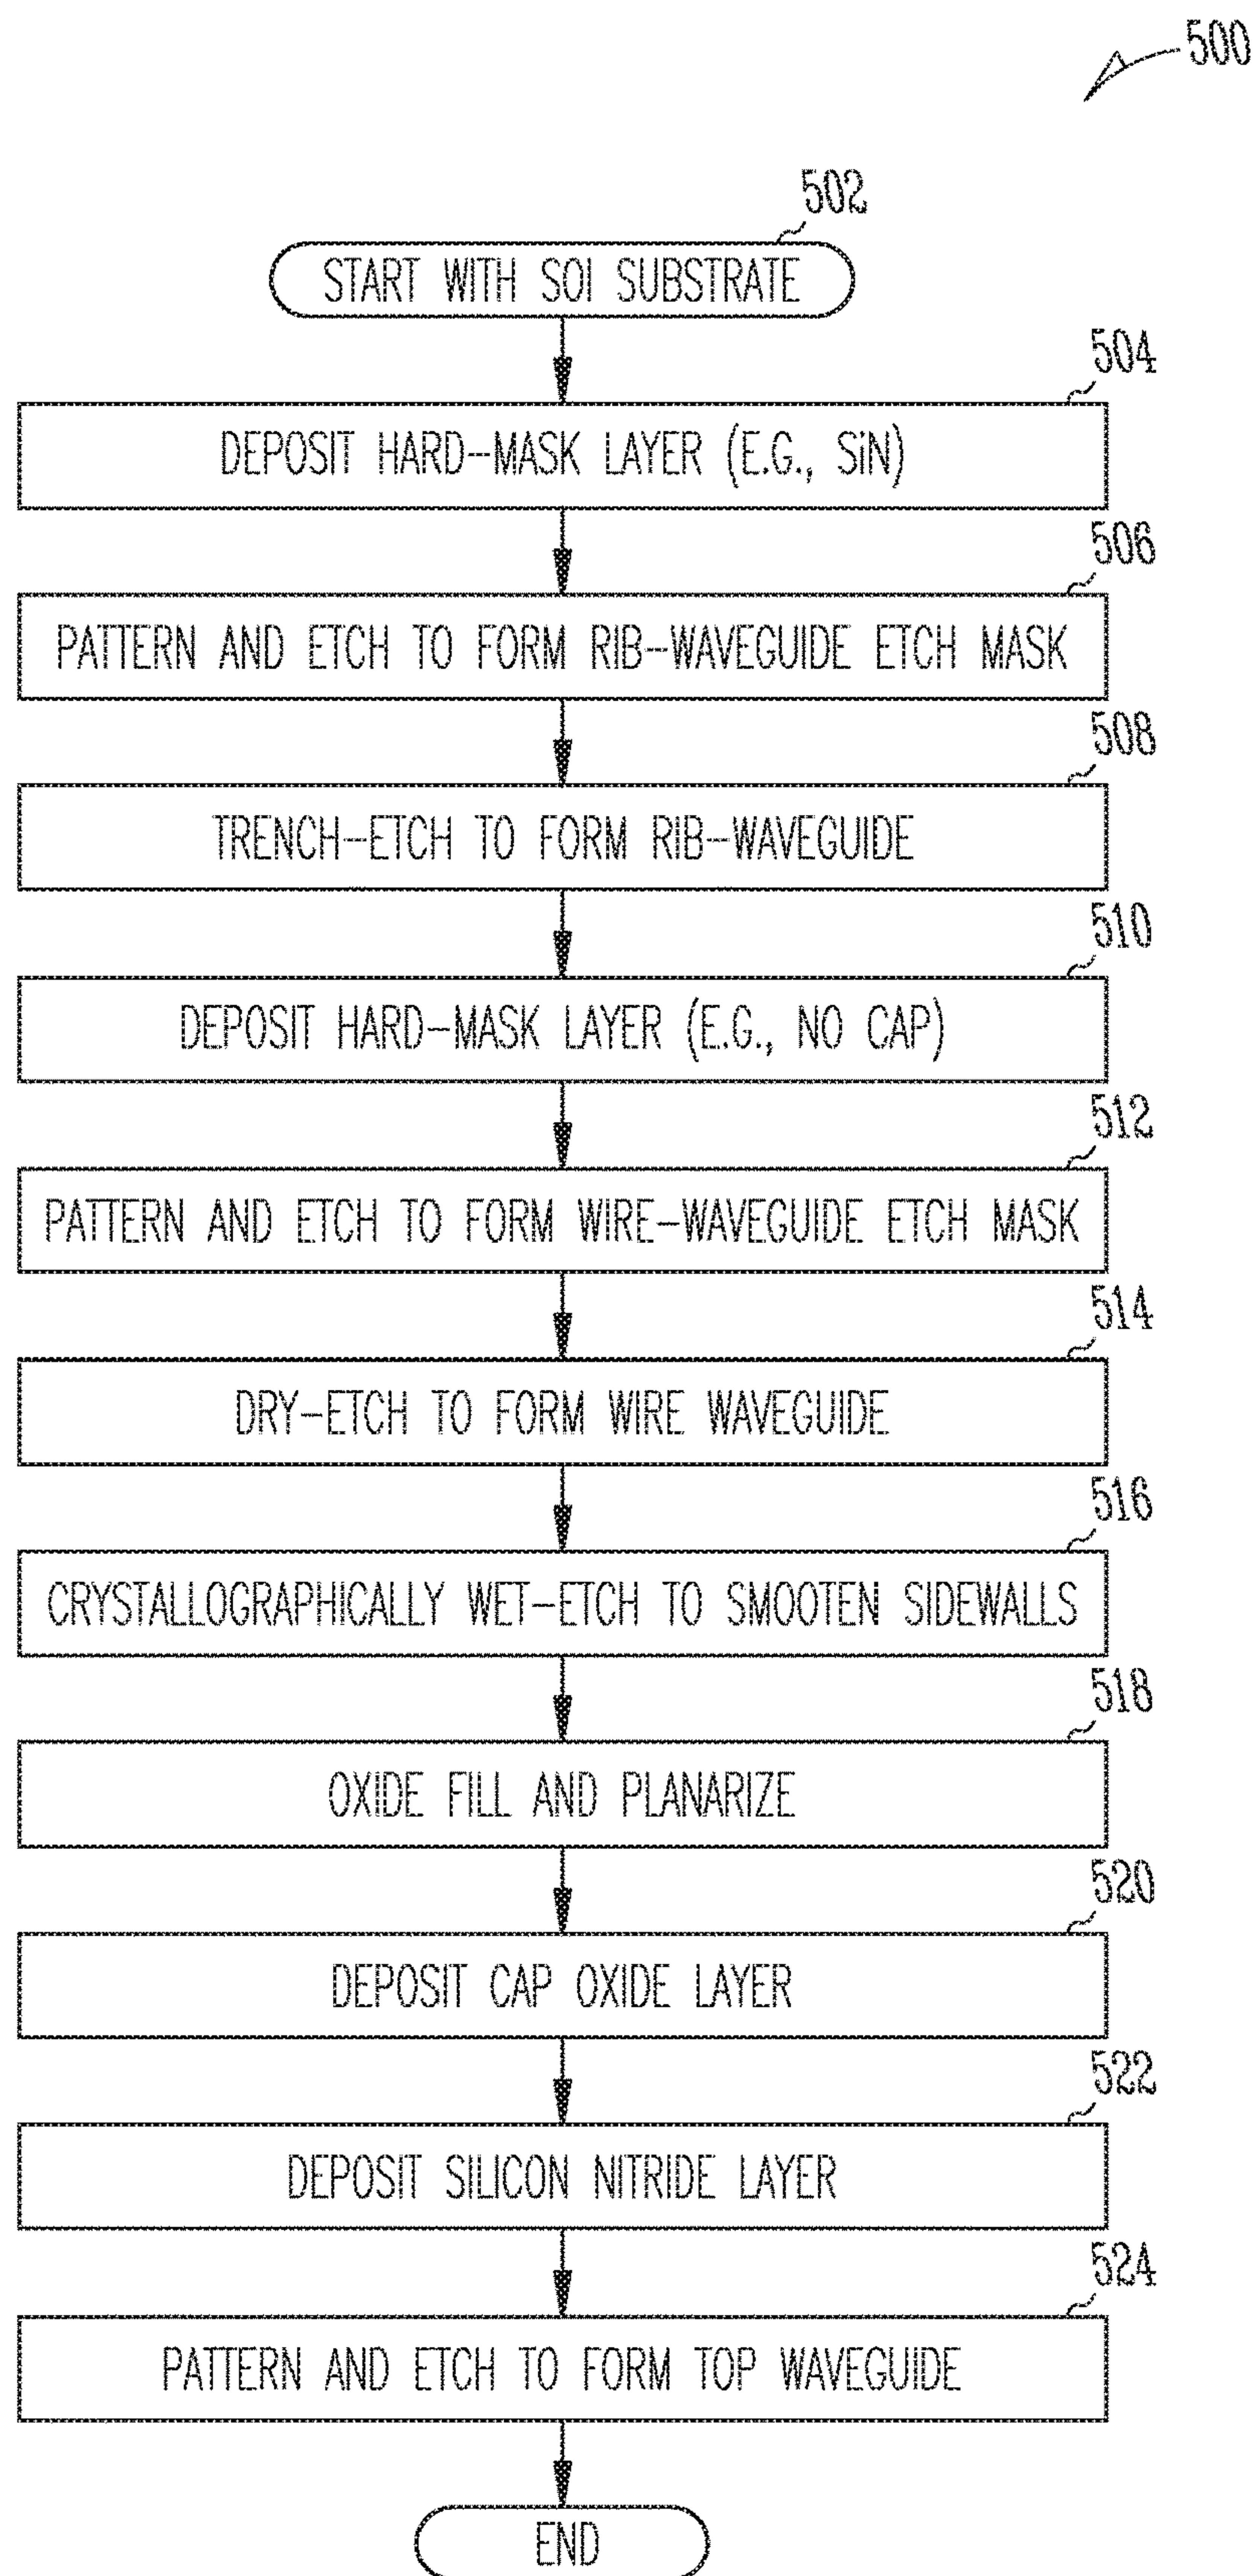 500
502
START WITH SOI SUBSTRATE
504
DEPOSIT HARD-MASK LAYER (E.G., SiN)
506
PATTERN AND ETCH TO FORM RIB-WAVEGUIDE ETCH MASK
508
TRENCH-ETCH TO FORM RIB-WAVEGUIDE
510
DEPOSIT HARD-MASK LAYER (E.G., NO CAP)
512
PATTERN AND ETCH TO FORM WIRE-WAVEGUIDE ETCH MASK
514
DRY-ETCH TO FORM WIRE WAVEGUIDE
516
CRYSTALLOGRAPHICALLY WET-ETCH TO SMOOTEN SIDEWALLS
518
OXIDE FILL AND PLANARIZE
520
DEPOSIT CAP OXIDE LAYER
522
DEPOSIT SILICON NITRIDE LAYER
524
PATTERN AND ETCH TO FORM TOP WAVEGUIDE
END